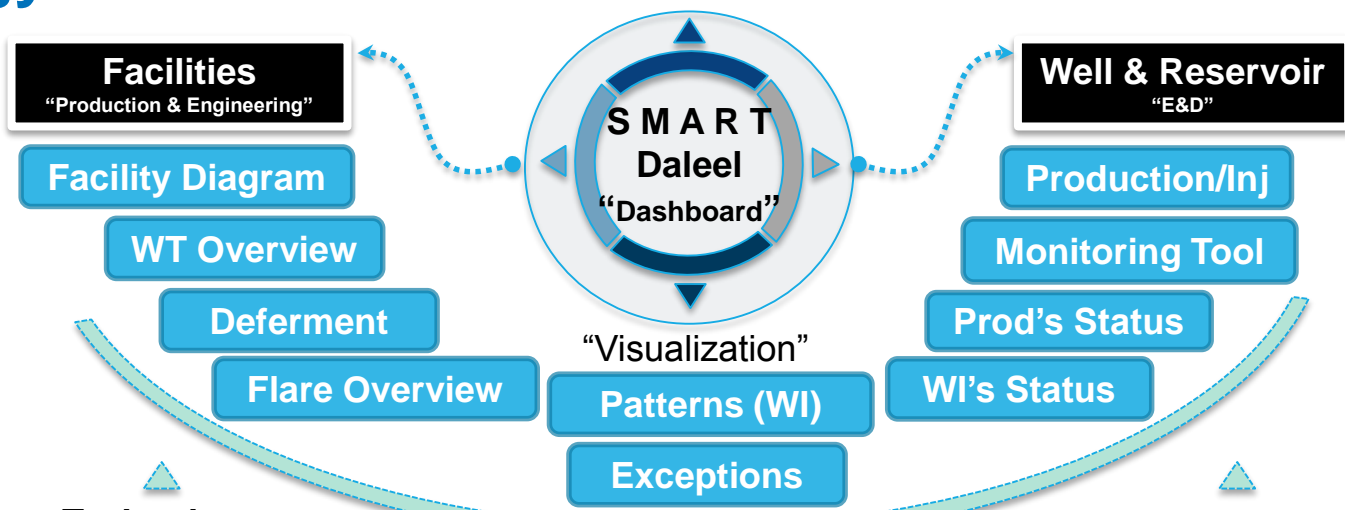 Facilities
“Production & Engineering”
Facility Diagram
WT Overview
Deferment
Flare Overview
S M A R T
Daleel
“Dashboard”
“Visualization”
Patterns (WI)
Exceptions
Well & Reservoir
“E&D”
Production/Inj
Monitoring Tool
Prod’s Status
WI’s Status